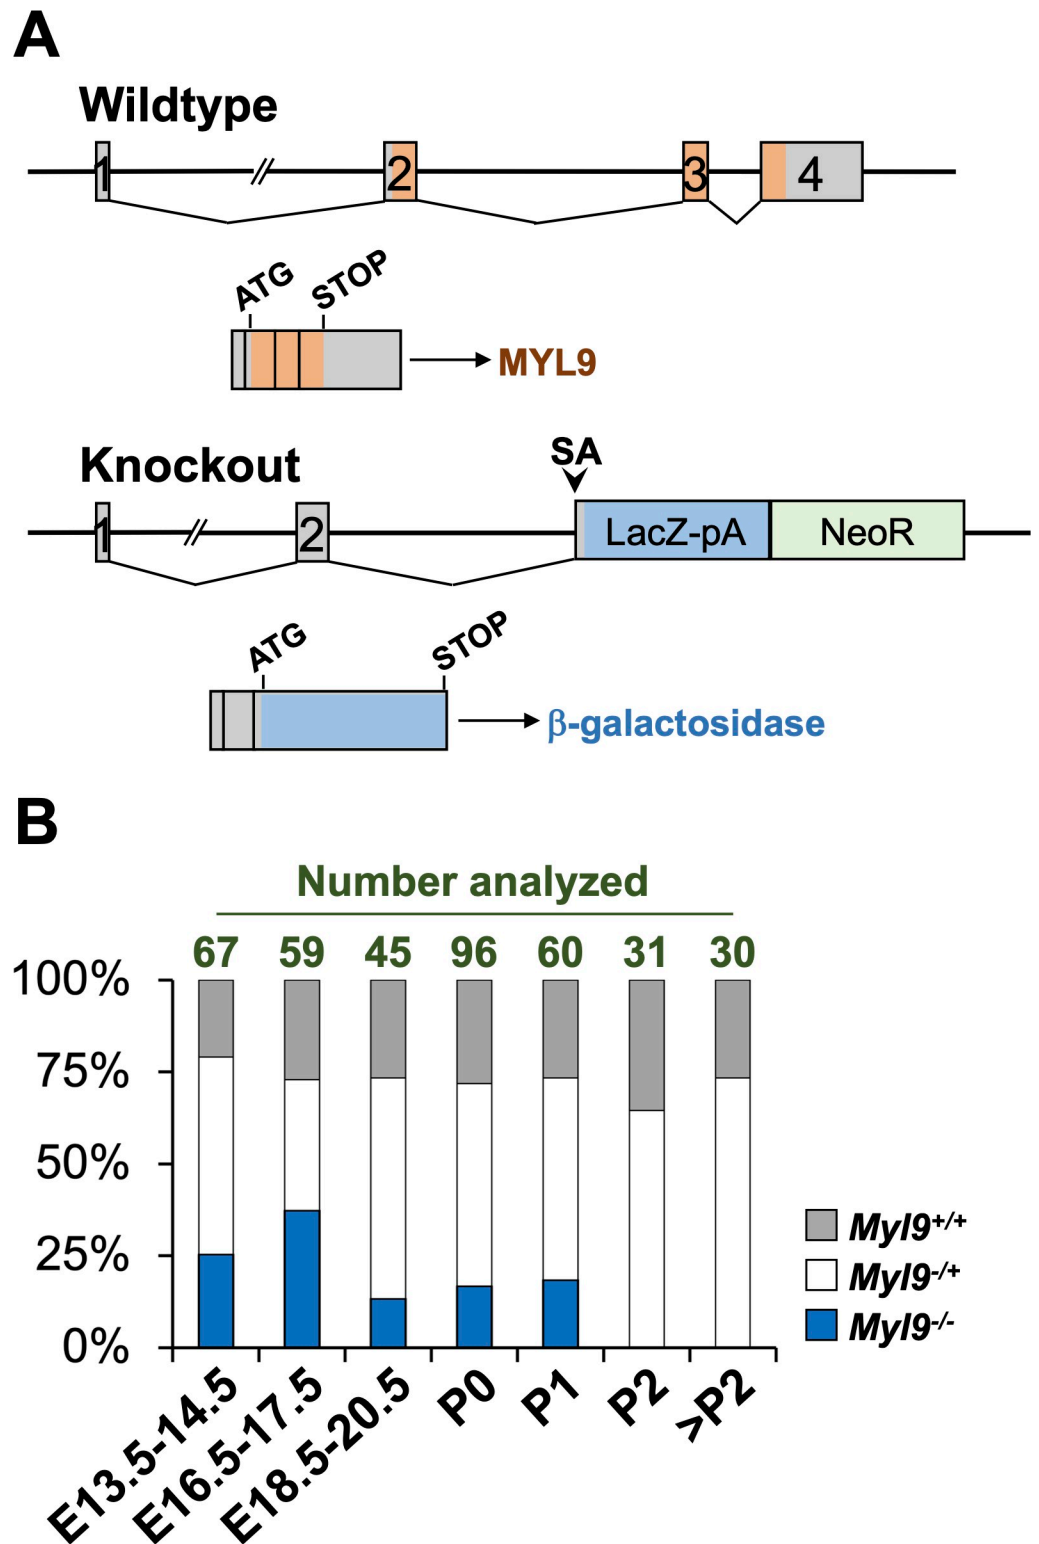 A
Wildtype
1 2 3 4
ATG STOP
MYL9
Knockout
SA
1 2 LacZ-pA NeoR
ATG STOP
β-galactosidase
B
Number analyzed
67 59 45 96 60 31 30
100%
75%
50%
25%
0%
Myl9+/+
Myl9-/+
Myl9-/-
E13.5-14.5 E16.5-17.5 E18.5-20.5 P0 P1 P2 >P2